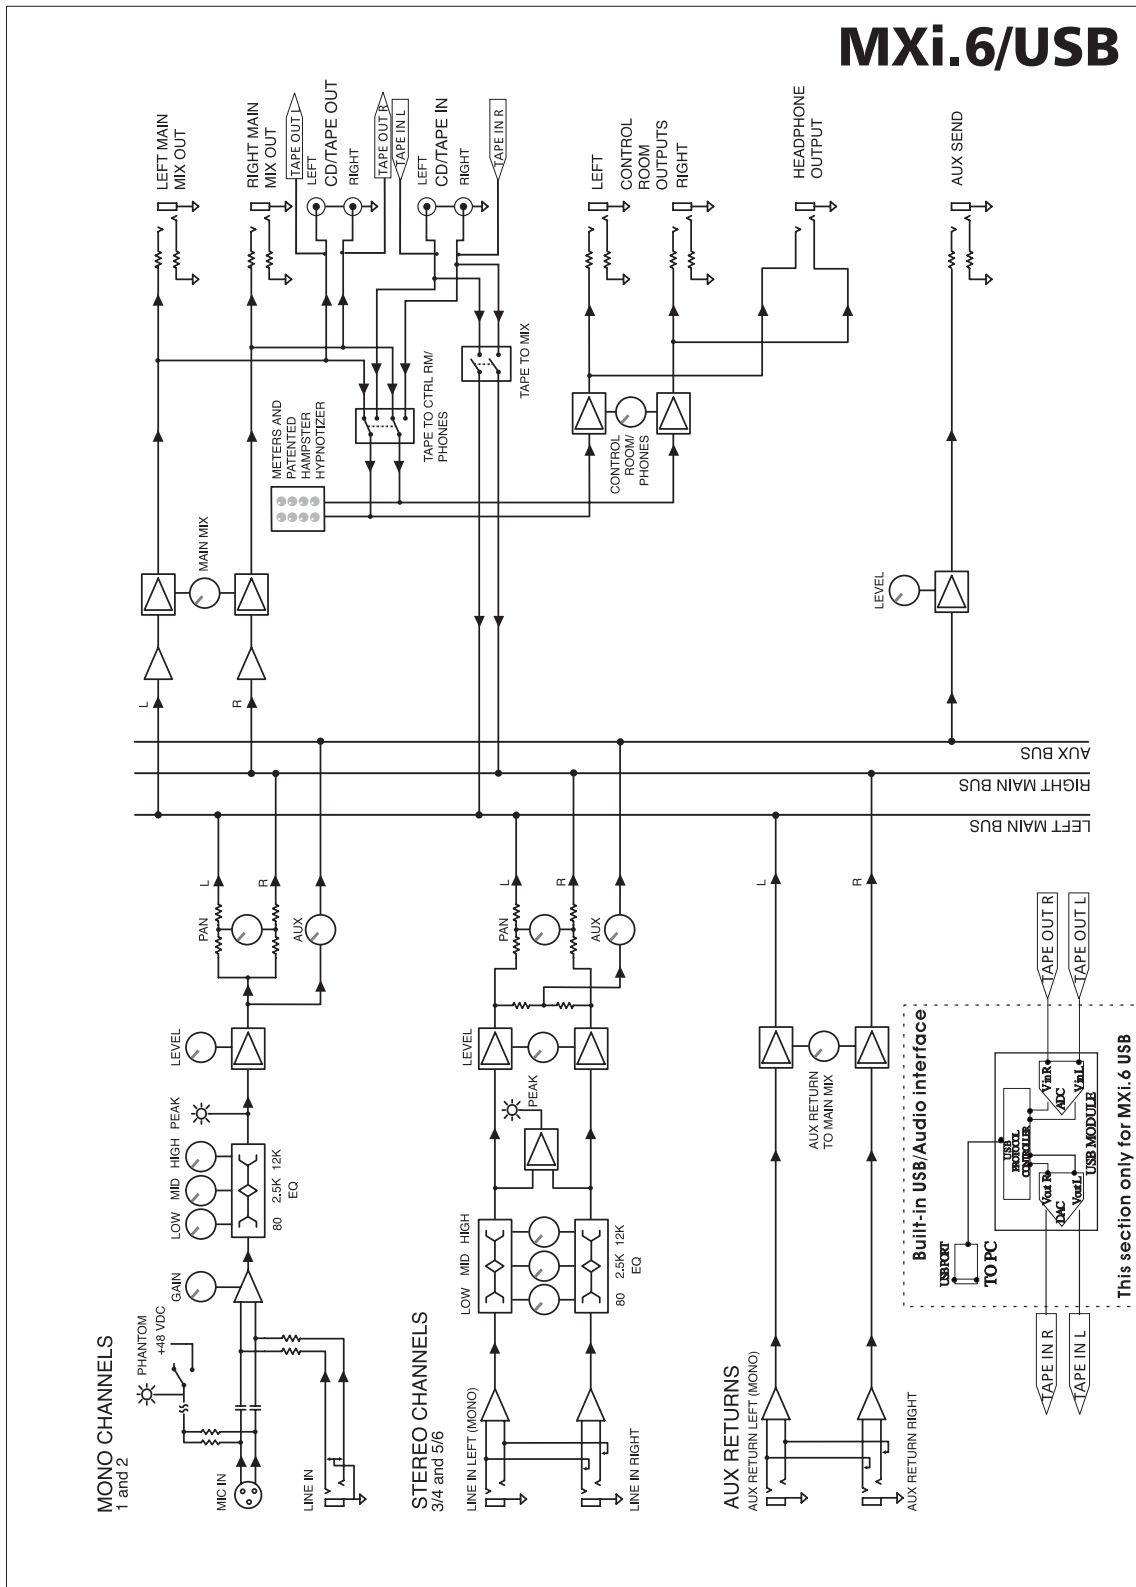 MXi.6/USB
LEFT MAIN
MIX OUT
RIGHT MAIN
MIX OUT
TAPE OUT L
LEFT
CD/TAPE OUT
RIGHT
TAPE OUT R
TAPE IN L
LEFT
CD/TAPE IN
RIGHT
TAPE IN R
LEFT
CONTROL
ROOM
OUTPUTS
RIGHT
HEADPHONE
OUTPUT
AUX SEND
METERS AND
PATENTED
HAMPSTER
HYPNOTIZER
TAPE TO CTRL RM/
PHONES
TAPE TO MIX
CONTROL
ROOM/
PHONES
MAIN MIX
LEVEL
L
R
AUX BUS
RIGHT MAIN BUS
LEFT MAIN BUS
MONO CHANNELS
1 and 2
MIC IN
LINE IN
PHANTOM
+48 VDC
GAIN
LOW
MID
HIGH
80
2.5K
12K
EQ
PEAK
LEVEL
PAN
AUX
L
R
STEREO CHANNELS
3/4 and 5/6
LINE IN LEFT (MONO)
LINE IN RIGHT
LOW
MID
HIGH
80
2.5K
12K
EQ
PEAK
LEVEL
PAN
AUX
L
R
AUX RETURNS
AUX RETURN LEFT (MONO)
AUX RETURN RIGHT
AUX RETURN
TO MAIN MIX
L
R
Built-in USB/Audio interface
USB PORT
TO PC
USB
PROTOCOL
CONTROLLER
Vout R
DAC
Vout L
Vin R
ADC
Vin L
USB MODULE
TAPE OUT R
TAPE OUT L
TAPE IN R
TAPE IN L
This section only for MXi.6 USB